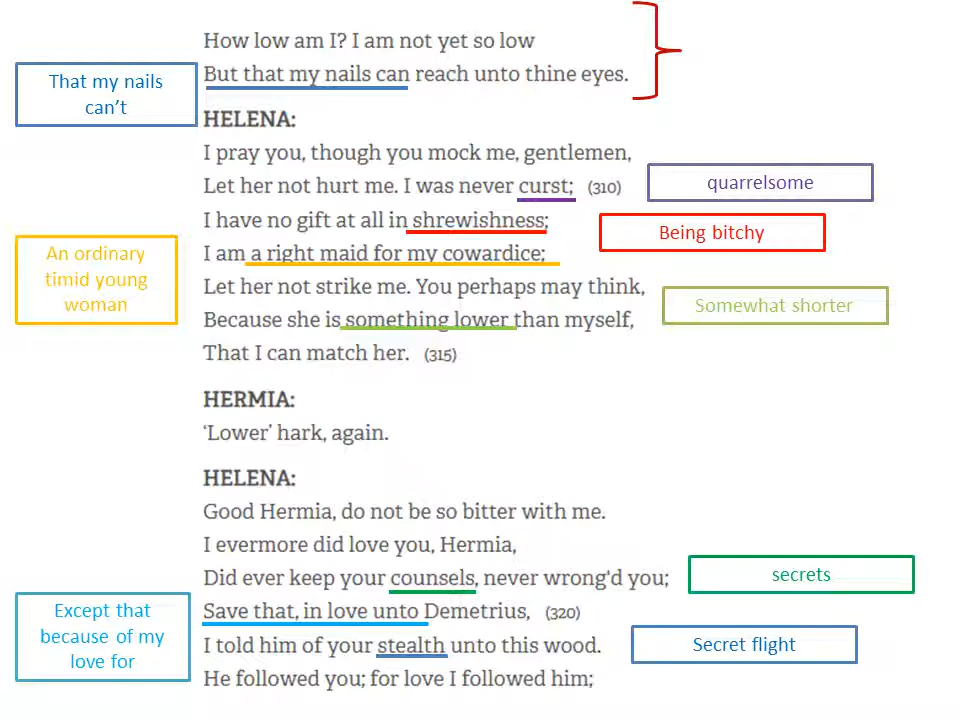 How low am I? I am not yet so low
But that my nails can reach unto thine eyes.
That my nails
can't
HELENA:
I pray you, though you mock me, gentlemen,
Let her not hurt me. I was never curst; (310)
quarrelsome
I have no gift at all in shrewishness;
Being bitchy
I am a right maid for my cowardice;
An ordinary
timid young
woman
Let her not strike me. You perhaps may think,
Because she is something lower than myself,
Somewhat shorter
That I can match her. (315)
HERMIA:
‘Lower’ hark, again.
HELENA:
Good Hermia, do not be so bitter with me.
I evermore did love you, Hermia,
Did ever keep your counsels, never wrong'd you;
secrets
Save that, in love unto Demetrius, (320)
Except that
because of my
love for
I told him of your stealth unto this wood.
Secret flight
He followed you; for love I followed him;